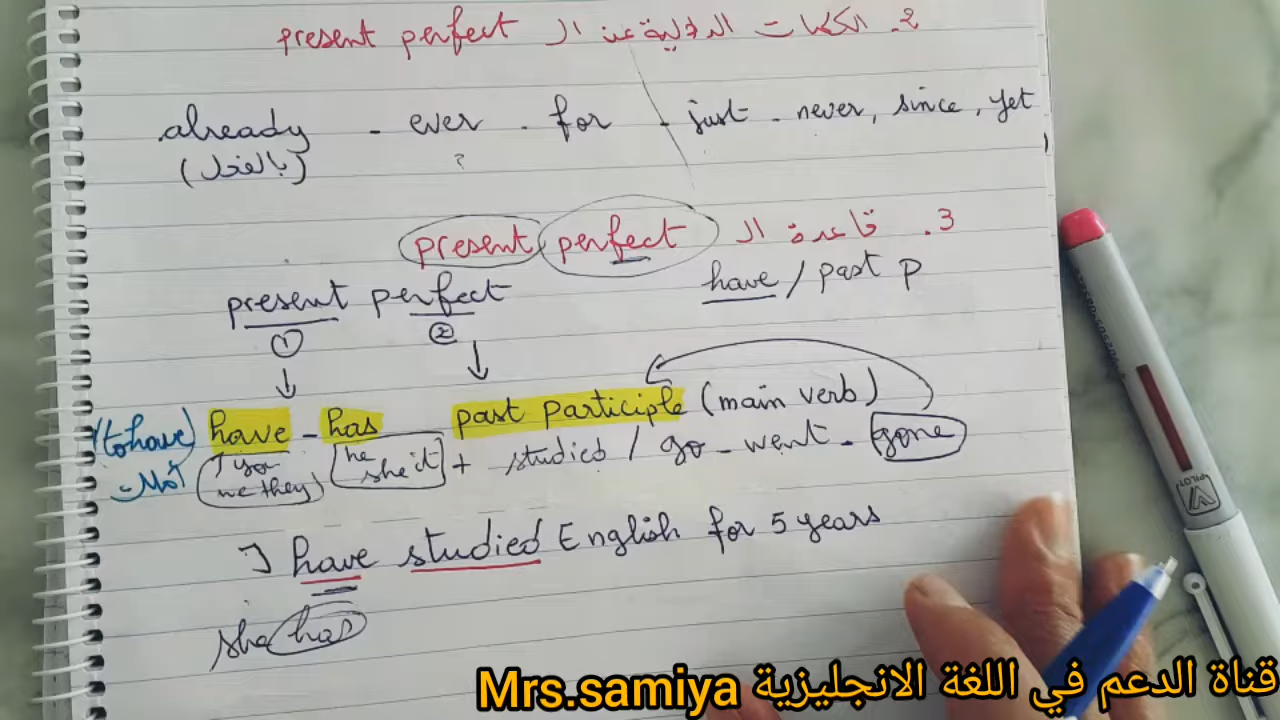 2. الكلمات الدالة عن ال present perfect
already - ever - for - just - never, since, yet
(بالفعل) ?
3. قاعدة ال present perfect
have / past p
present perfect
1 2
(to have) have - has past participle (main verb)
I you we they he she it + studied / go - went - gone
I have studied English for 5 years
she has
قناة الدعم في اللغة الانجليزية Mrs.samiya
PILOT